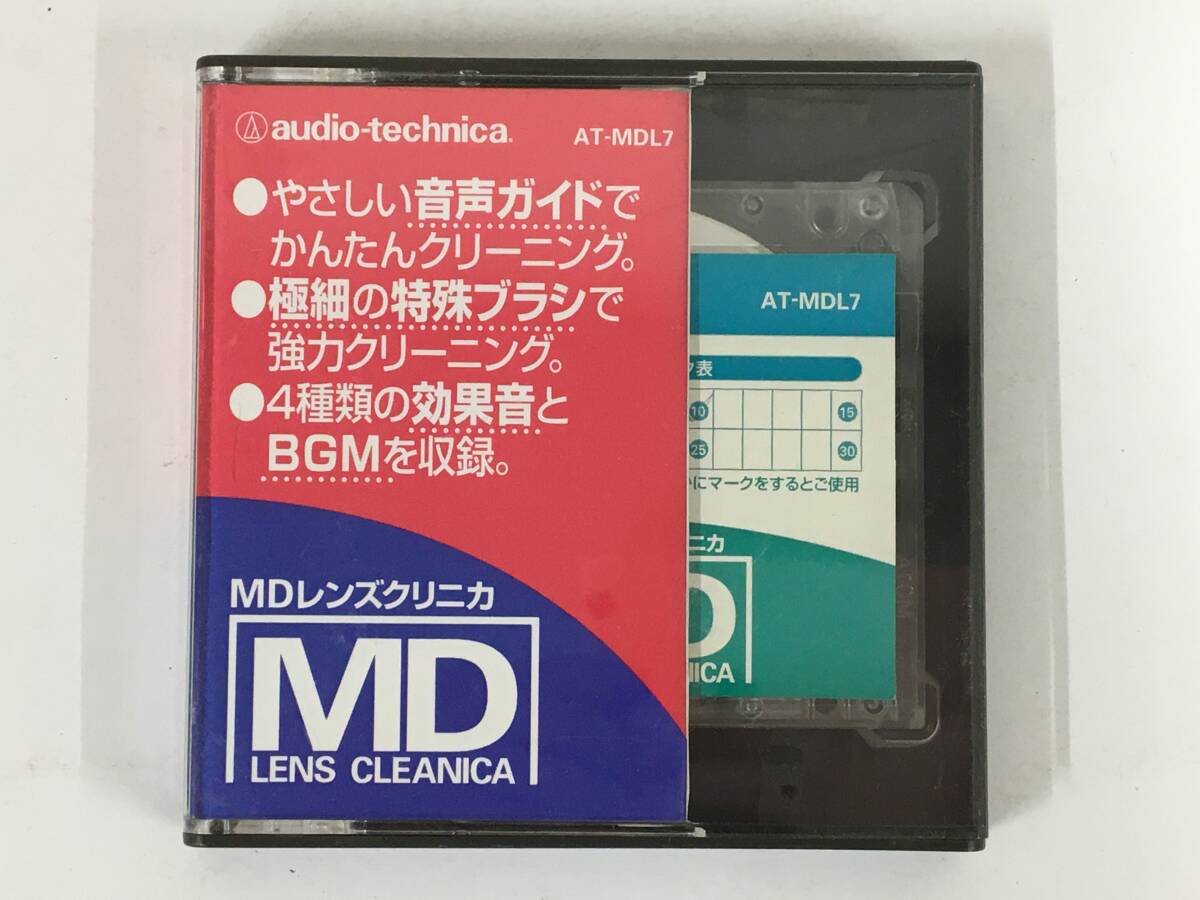 audio-technica.
AT-MDL7
●やさしい音声ガイドで
かんたんクリーニング。
●極細の特殊ブラシで
強力クリーニング。
●4種類の効果音と
BGMを収録。
MDレンズクリニカ
MD
LENS CLEANICA
AT-MDL7
表
10 15
25 30
にマークをするとご使用
ニカ
D
NICA